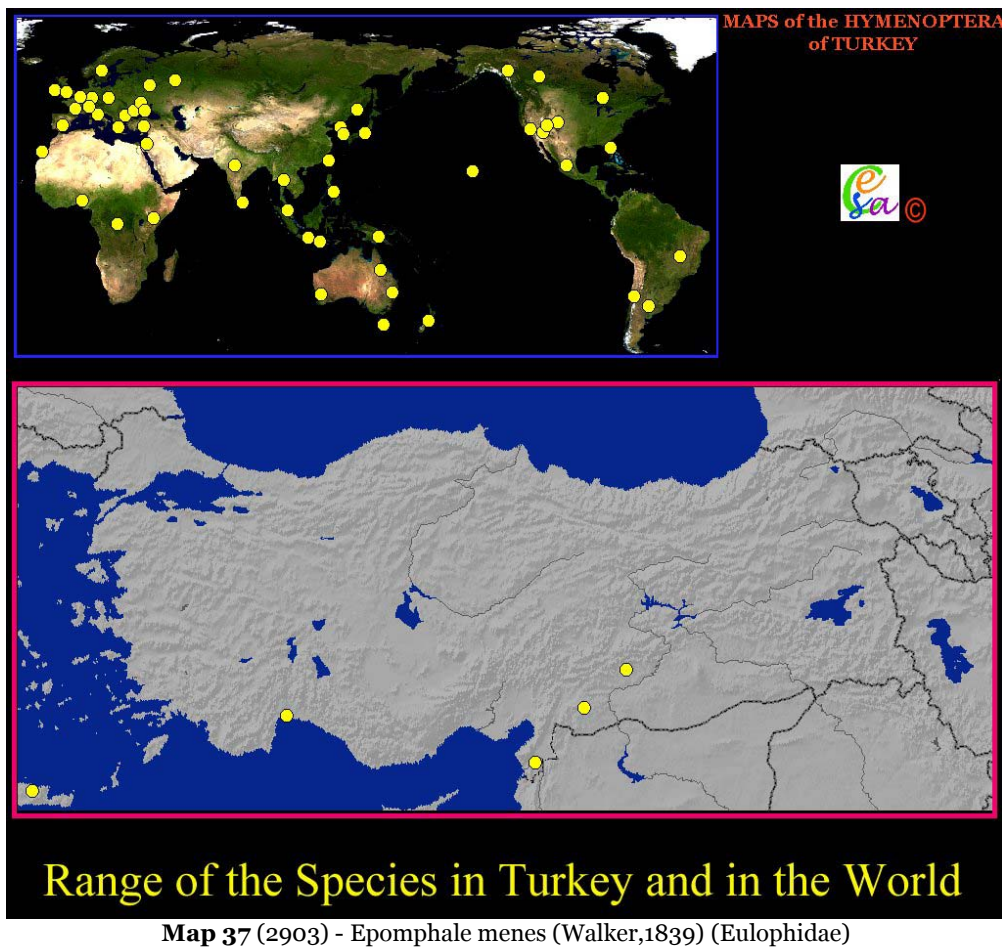 MAPS of the HYMENOPTERA
of TURKEY
Cesa ©
Range of the Species in Turkey and in the World
Map 37 (2903) - Epomphale menes (Walker,1839) (Eulophidae)